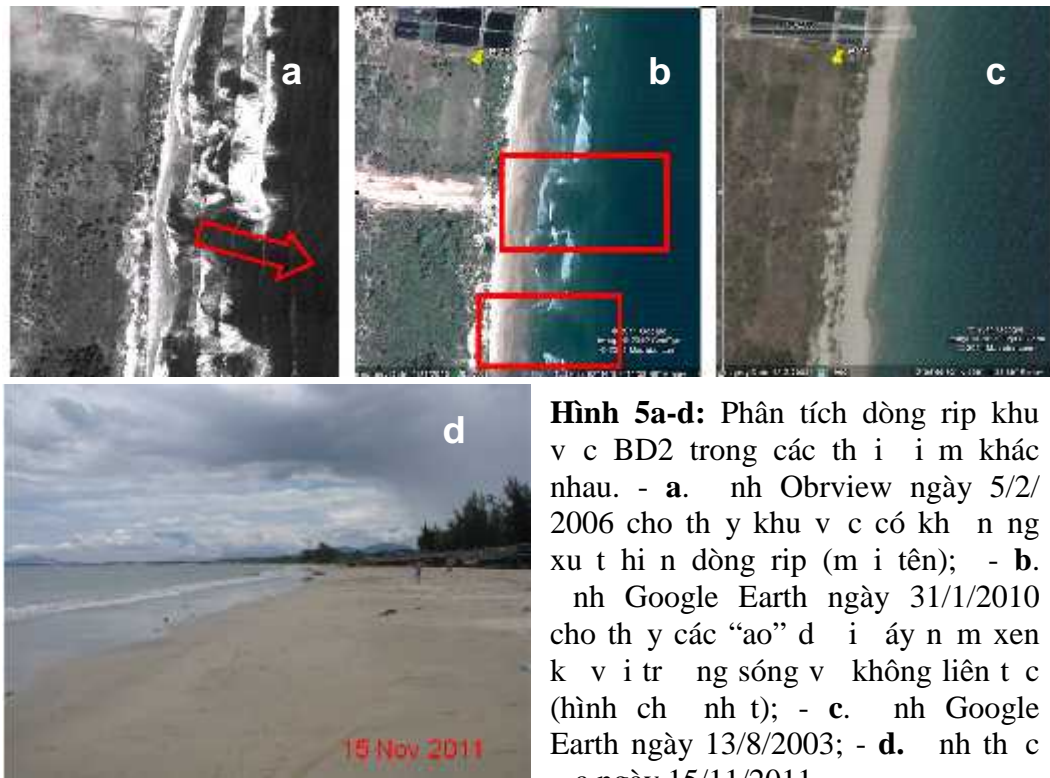 a
b
c
d
15 Nov 2011
Hình 5a-d: Phân tích dòng rip khu
v c BD2 trong các th i i m khác
nhau. - a. nh Obrview ngày 5/2/
2006 cho th y khu v c có kh n ng
xu t hi n dòng rip (m i tên); - b.
nh Google Earth ngày 31/1/2010
cho th y các “ao” d i áy n m xen
k v i tr ng sóng v không liên t c
(hình ch nh t); - c. nh Google
Earth ngày 13/8/2003; - d. nh th c
ngày 15/11/2011